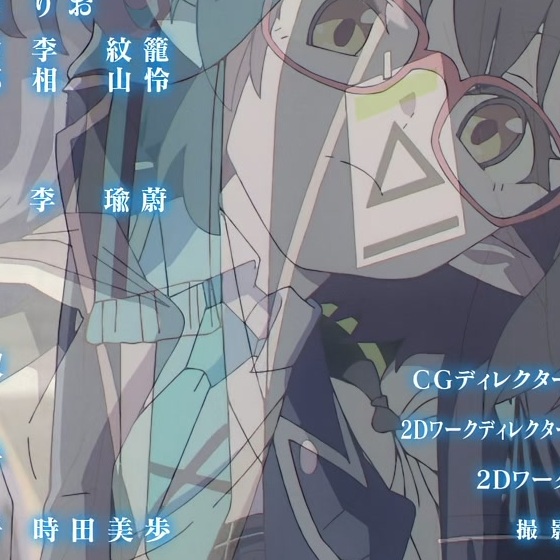 りお
李 紋 籠
相 山 怜
李 瑜 蔚
CGディレクター
2Dワークディレクター
2Dワーク
時田美歩
撮 影